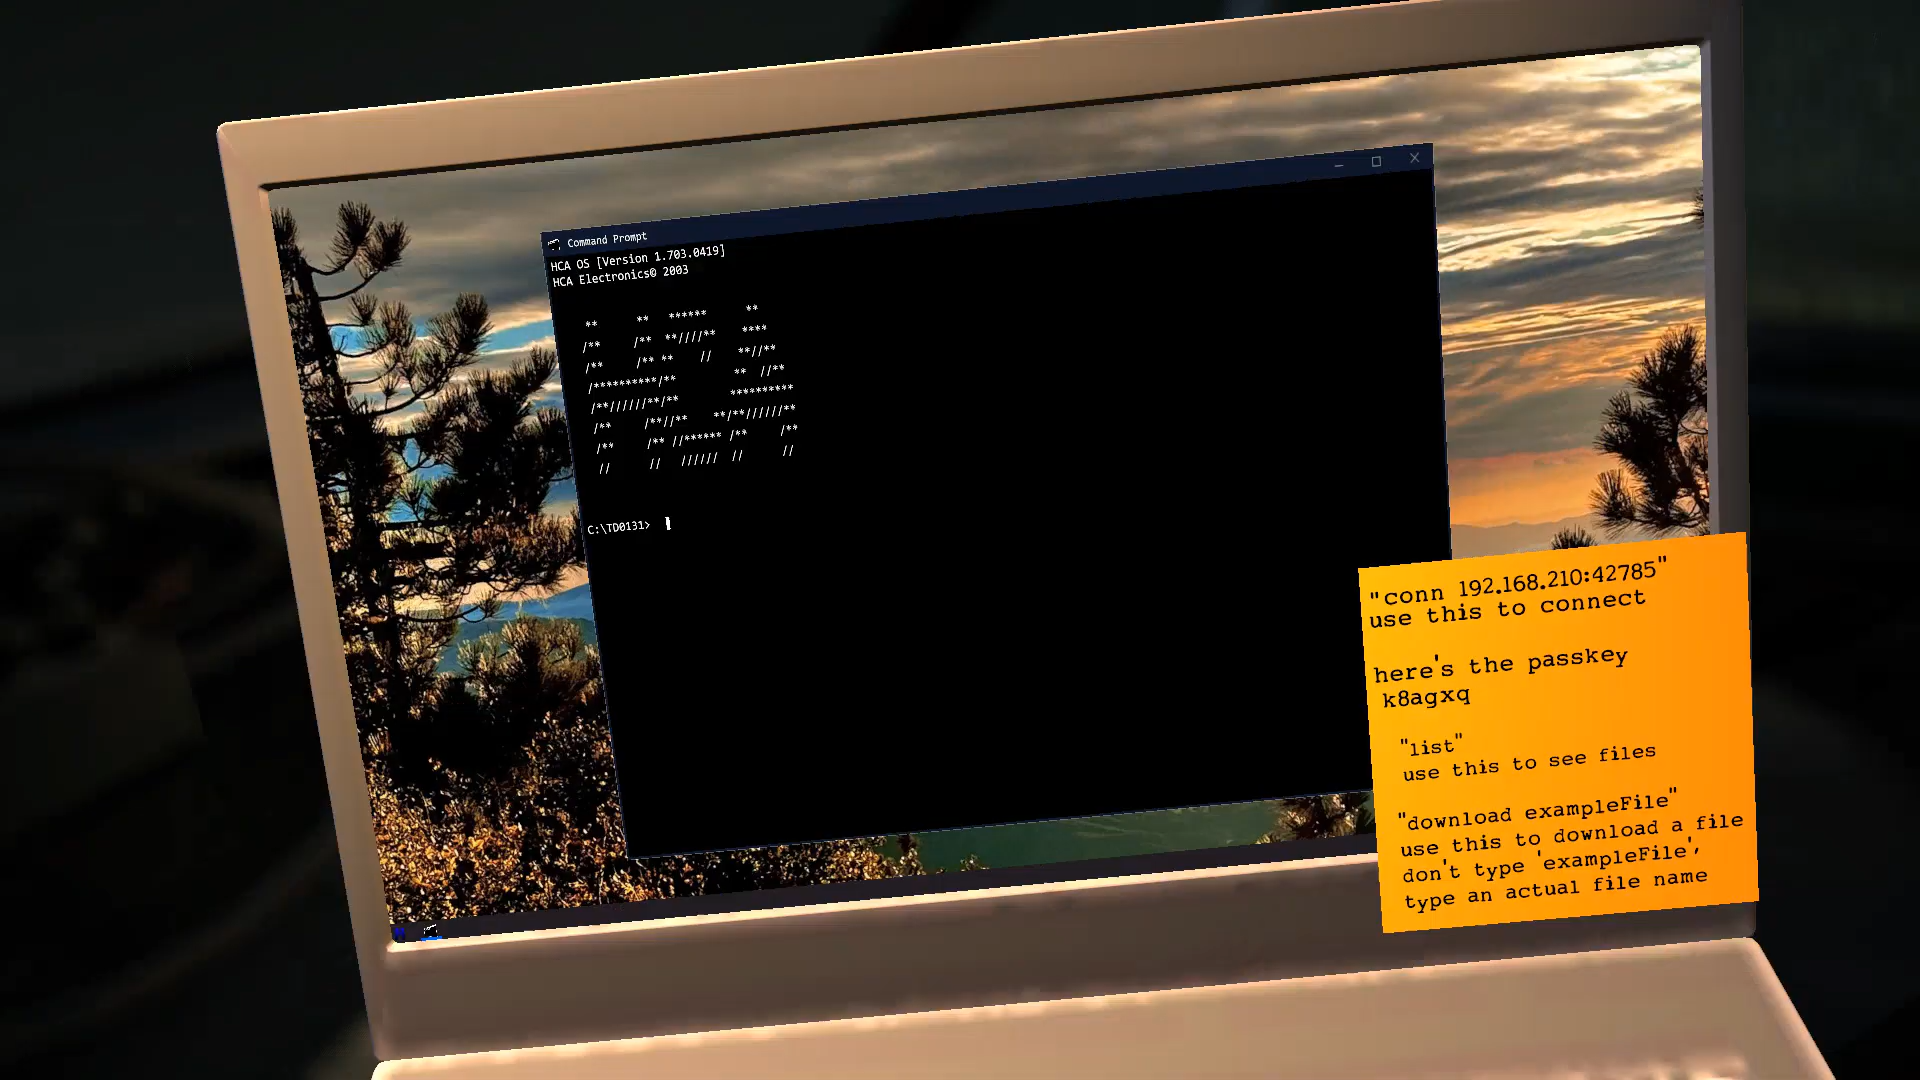 Command Prompt
HCA OS [Version 1.703.0419]
HCA Electronics© 2003
C:\TD0131>
"conn 192.168.210:42785"
use this to connect
here's the passkey
k8agxq
"list"
use this to see files
"download exampleFile"
use this to download a file
don't type 'exampleFile',
type an actual file name